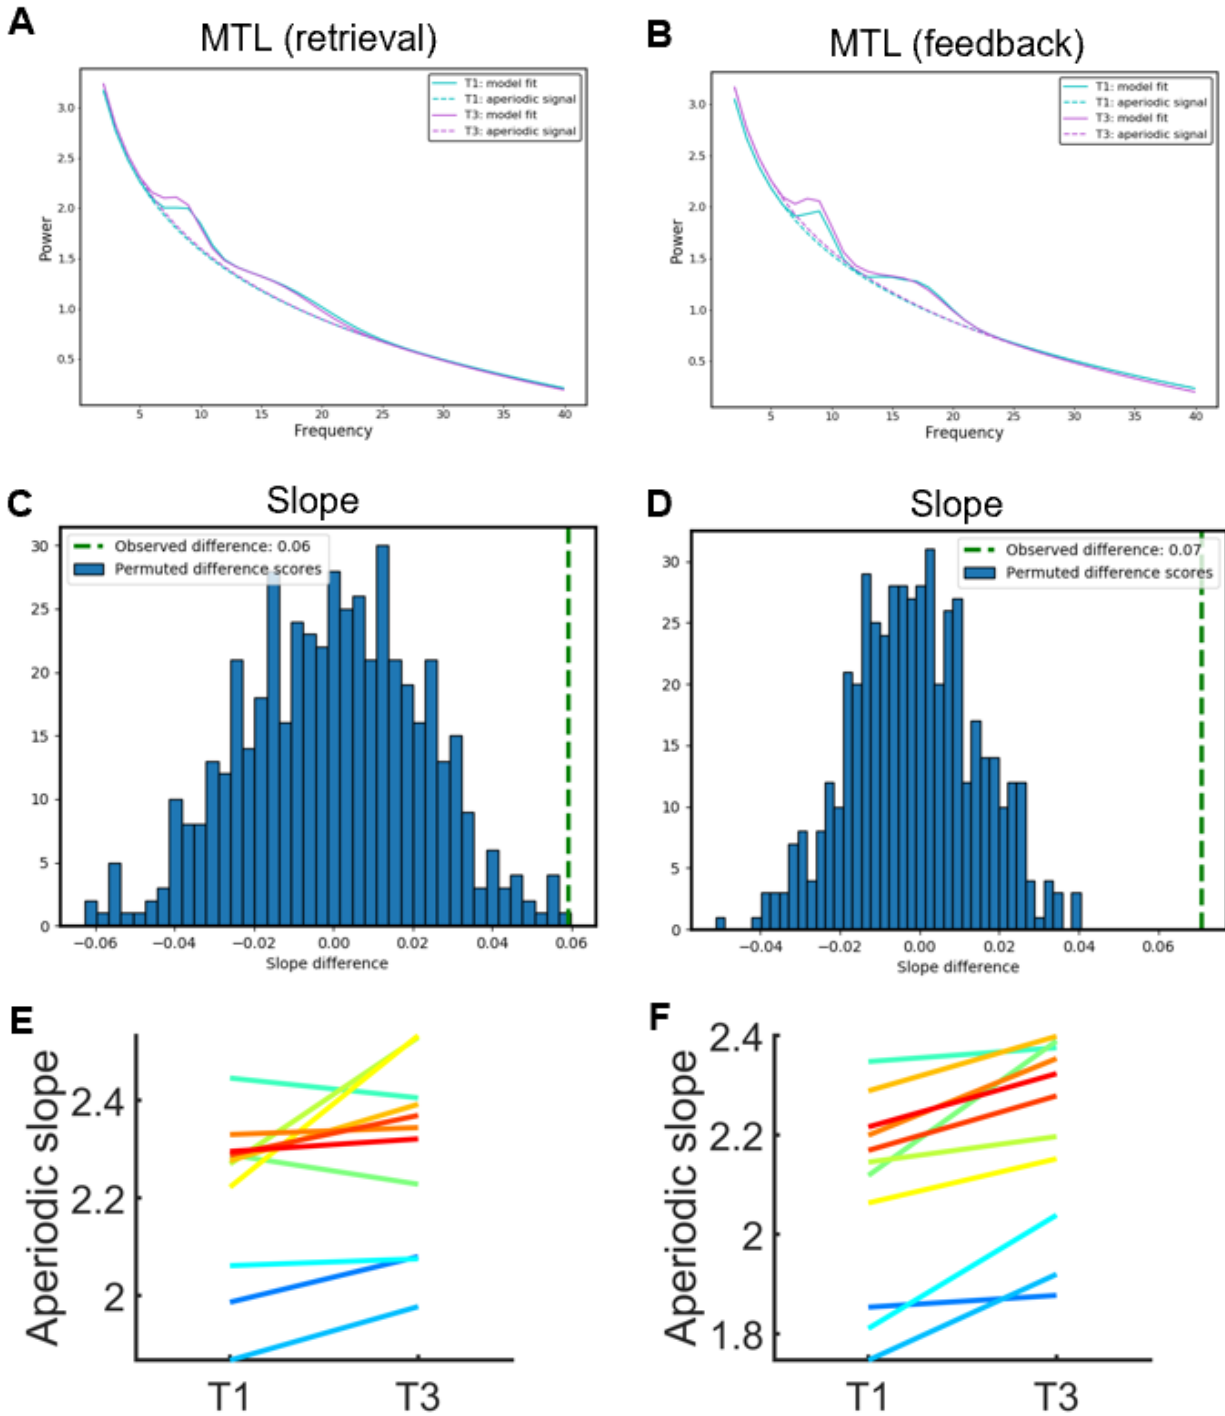 A
MTL (retrieval)
T1: model fit
T1: aperiodic signal
T3: model fit
T3: aperiodic signal
3.0
2.5
2.0
1.5
1.0
0.5
Power
5 10 15 20 25 30 35 40
Frequency
B
MTL (feedback)
T1: model fit
T1: aperiodic signal
T3: model fit
T3: aperiodic signal
3.0
2.5
2.0
1.5
1.0
0.5
Power
5 10 15 20 25 30 35 40
Frequency
C
Slope
Observed difference: 0.06
Permuted difference scores
30
25
20
15
10
5
0
−0.06 −0.04 −0.02 0.00 0.02 0.04 0.06
Slope difference
D
Slope
Observed difference: 0.07
Permuted difference scores
30
25
20
15
10
5
0
−0.04 −0.02 0.00 0.02 0.04 0.06
Slope difference
E
Aperiodic slope
2.4
2.2
2
T1 T3
F
Aperiodic slope
2.4
2.2
2
1.8
T1 T3